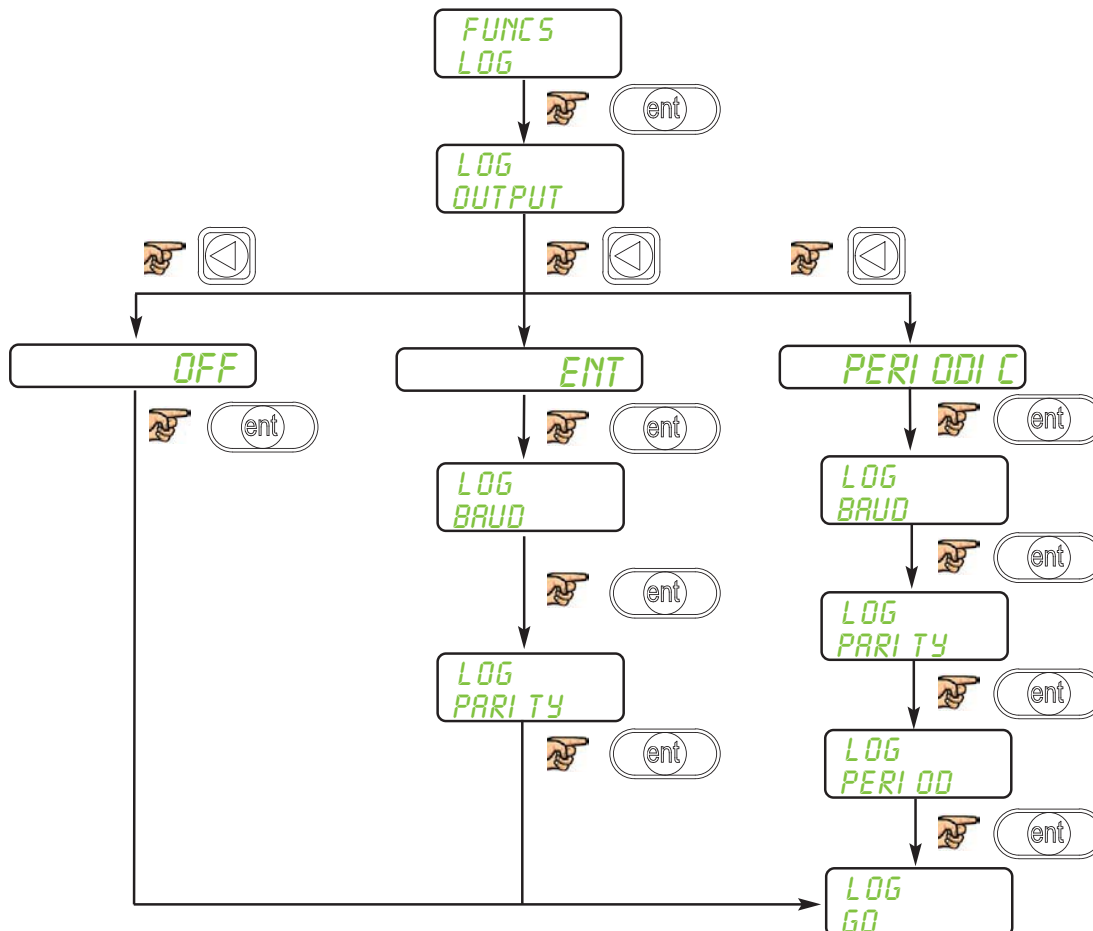 FUNCS
LOG
ent
LOG
OUTPUT
OFF
ENT
PERIODIC
ent
ent
ent
LOG
BAUD
LOG
BAUD
ent
ent
LOG
PARITY
LOG
PARITY
ent
ent
LOG
PERIOD
ent
LOG
GO